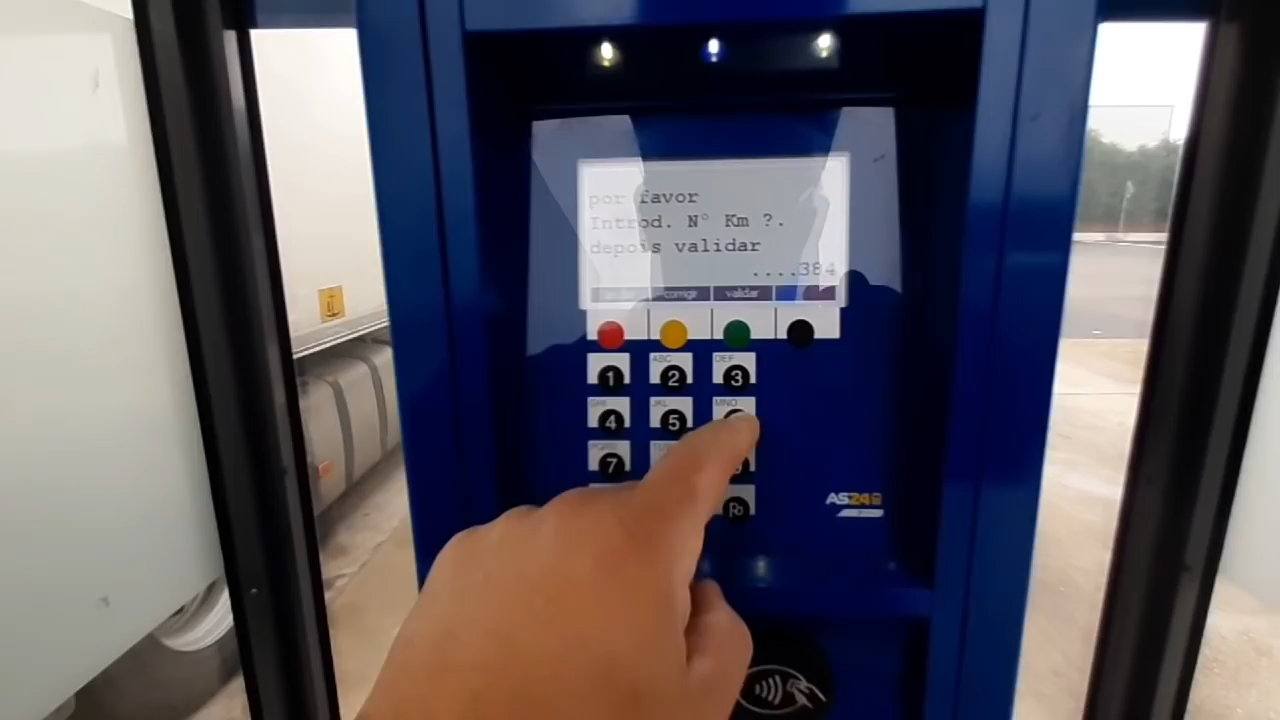 por favor
Introd. Nº Km ?.
depois validar
....384
corrigir validar
1 ABC 2 DEF 3
GHI 4 JKL 5 MNO
7
AS24